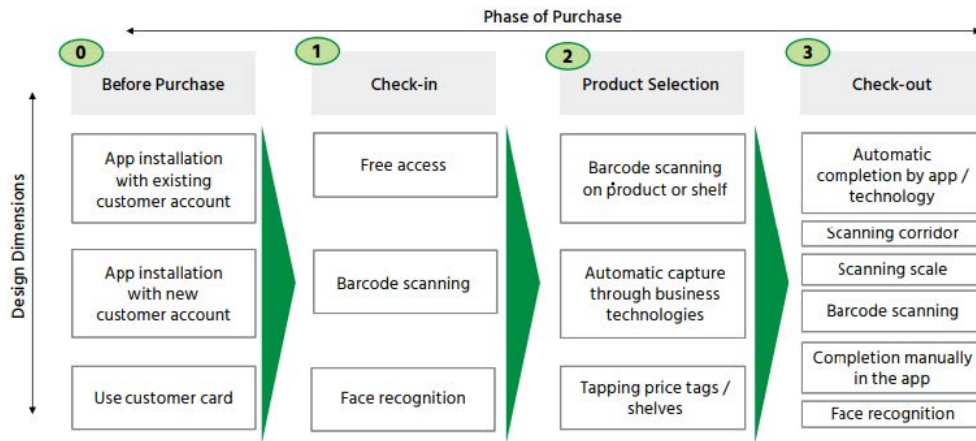 Phase of Purchase
0
1
2
3
Before Purchase
Check-in
Product Selection
Check-out
Design Dimensions
App installation
with existing
customer account
Free access
Barcode scanning
on product or shelf
Automatic
completion by app /
technology
Scanning corridor
App installation
with new
customer account
Barcode scanning
Automatic capture
through business
technologies
Scanning scale
Barcode scanning
Use customer card
Face recognition
Tapping price tags /
shelves
Completion manually
in the app
Face recognition